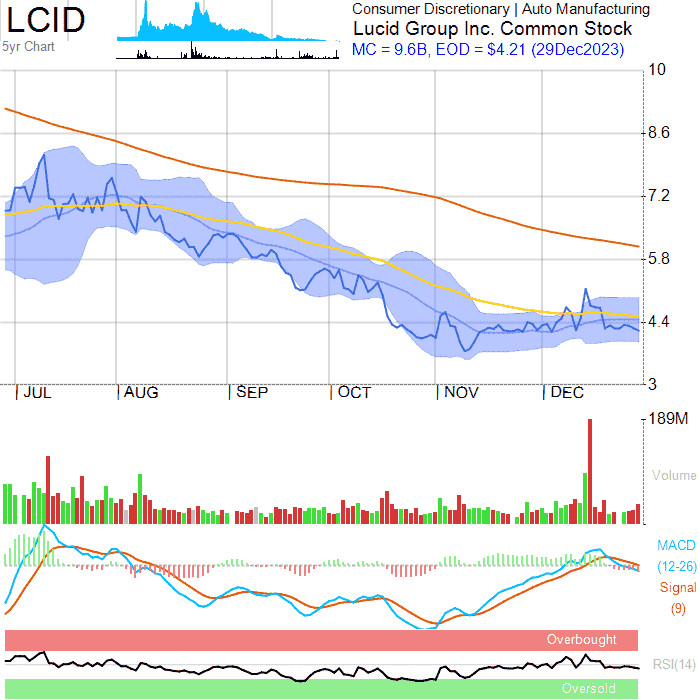 LCID
5yr Chart
Consumer Discretionary | Auto Manufacturing
Lucid Group Inc. Common Stock
MC = 9.6B, EOD = $4.21 (29Dec2023)
10
8.6
7.2
5.8
4.4
3
JUL AUG SEP OCT NOV DEC
189M
Volume
MACD
(12-26)
Signal
(9)
Overbought
RSI(14)
Oversold